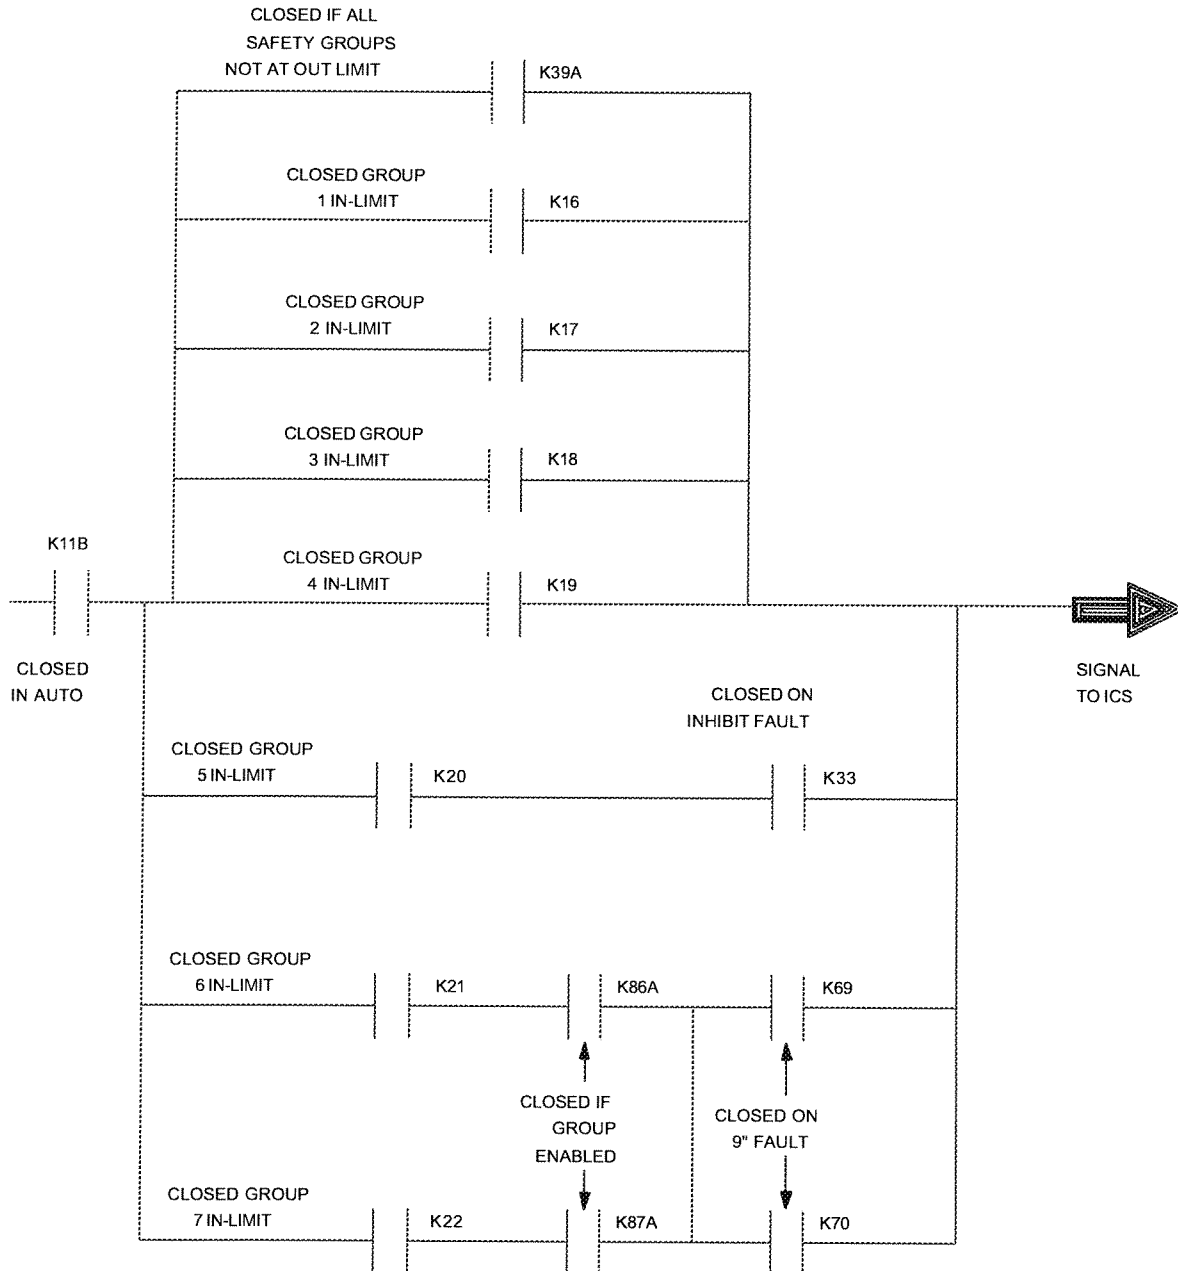 CLOSED IF ALL
SAFETY GROUPS
NOT AT OUT LIMIT
K39A
CLOSED GROUP
1 IN-LIMIT
K16
CLOSED GROUP
2 IN-LIMIT
K17
CLOSED GROUP
3 IN-LIMIT
K18
K11B
CLOSED GROUP
4 IN-LIMIT
K19
CLOSED
IN AUTO
SIGNAL
TO ICS
CLOSED ON
INHIBIT FAULT
CLOSED GROUP
5 IN-LIMIT
K20
K33
CLOSED GROUP
6 IN-LIMIT
K21
K86A
K69
CLOSED IF
GROUP
ENABLED
CLOSED ON
9" FAULT
CLOSED GROUP
7 IN-LIMIT
K22
K87A
K70